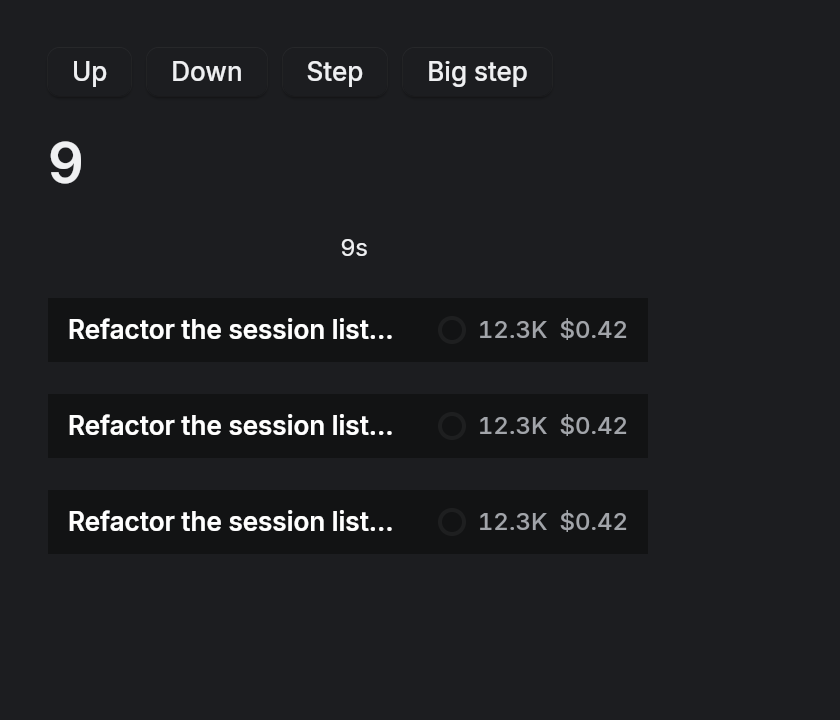 Up Down Step Big step
9
9s
Refactor the session list... 12.3K $0.42
Refactor the session list... 12.3K $0.42
Refactor the session list... 12.3K $0.42